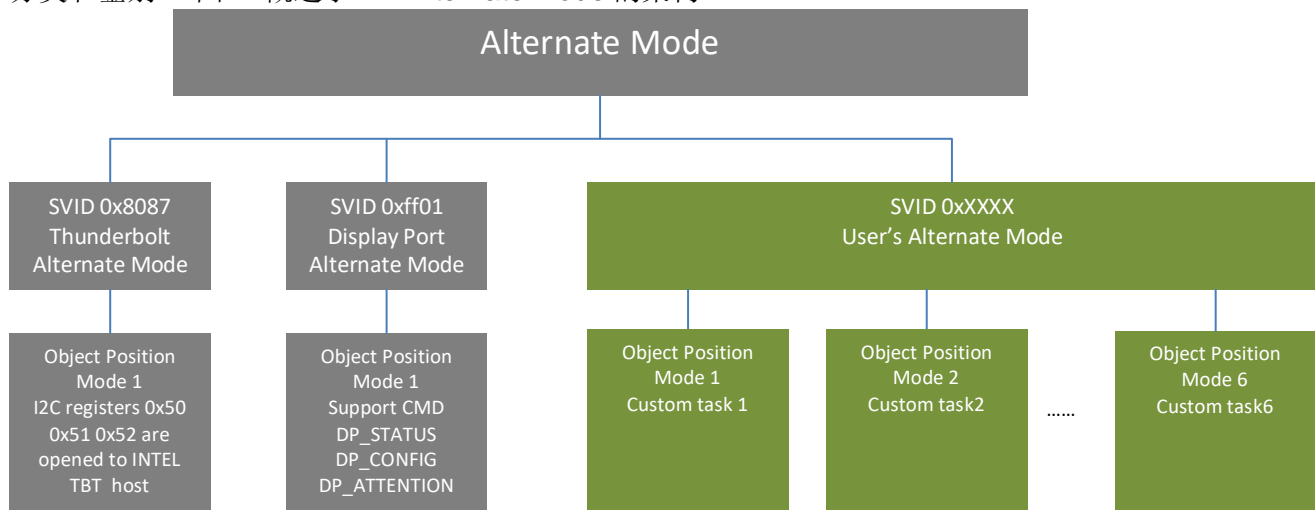 Alternate Mode
SVID 0x8087
Thunderbolt
Alternate Mode
SVID 0xff01
Display Port
Alternate Mode
SVID 0xXXXX
User's Alternate Mode
Object Position
Mode 1
I2C registers 0x50
0x51 0x52 are
opened to INTEL
TBT host
Object Position
Mode 1
Support CMD
DP_STATUS
DP_CONFIG
DP_ATTENTION
Object Position
Mode 1
Custom task 1
Object Position
Mode 2
Custom task2
......
Object Position
Mode 6
Custom task6